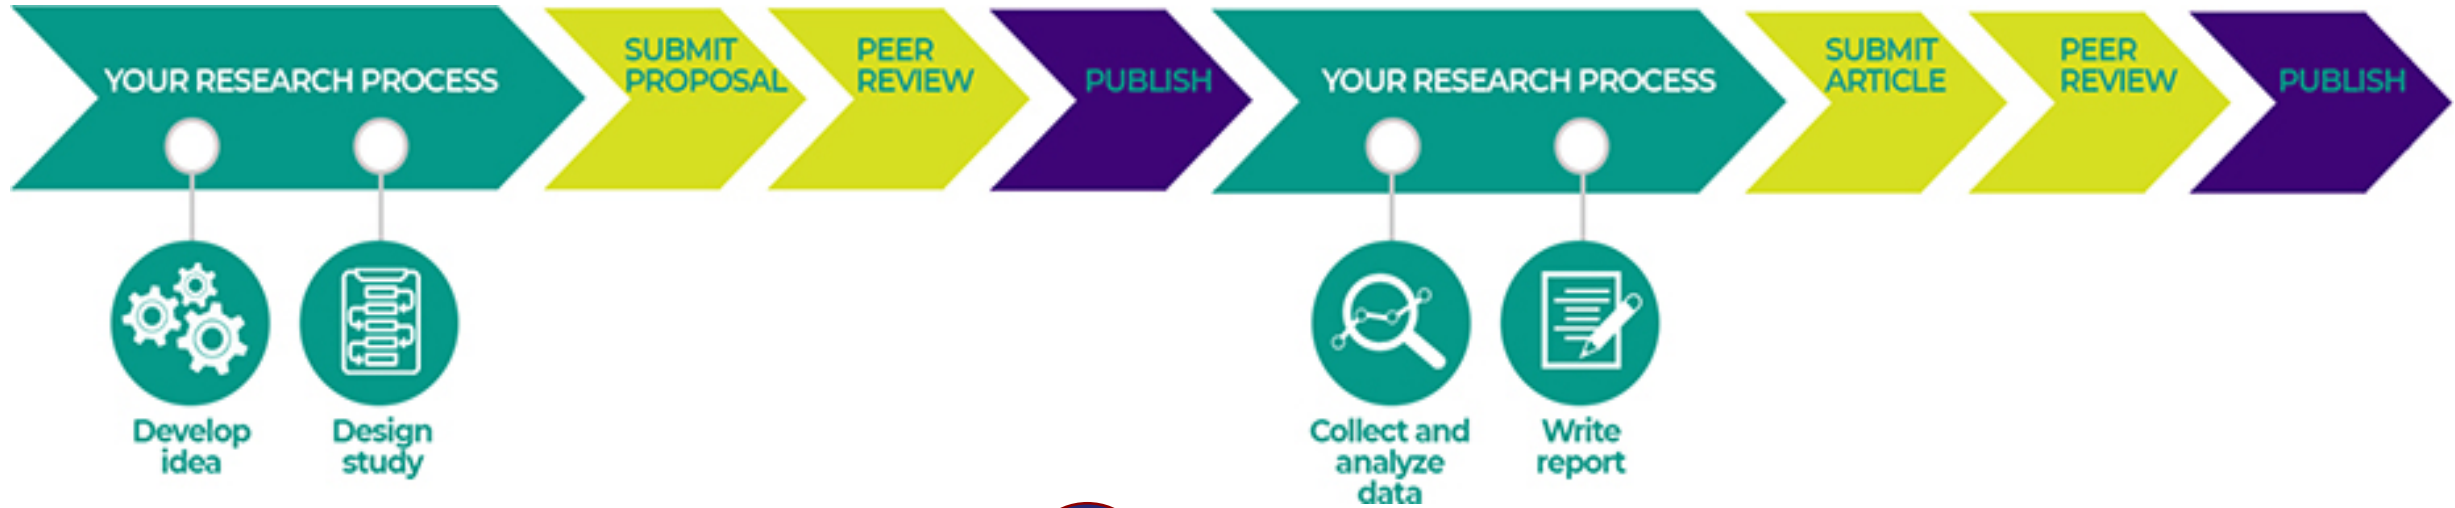 YOUR RESEARCH PROCESS
SUBMIT
PROPOSAL
PEER
REVIEW
PUBLISH
YOUR RESEARCH PROCESS
SUBMIT
ARTICLE
PEER
REVIEW
PUBLISH
Develop
idea
Design
study
Collect and
analyze
data
Write
report